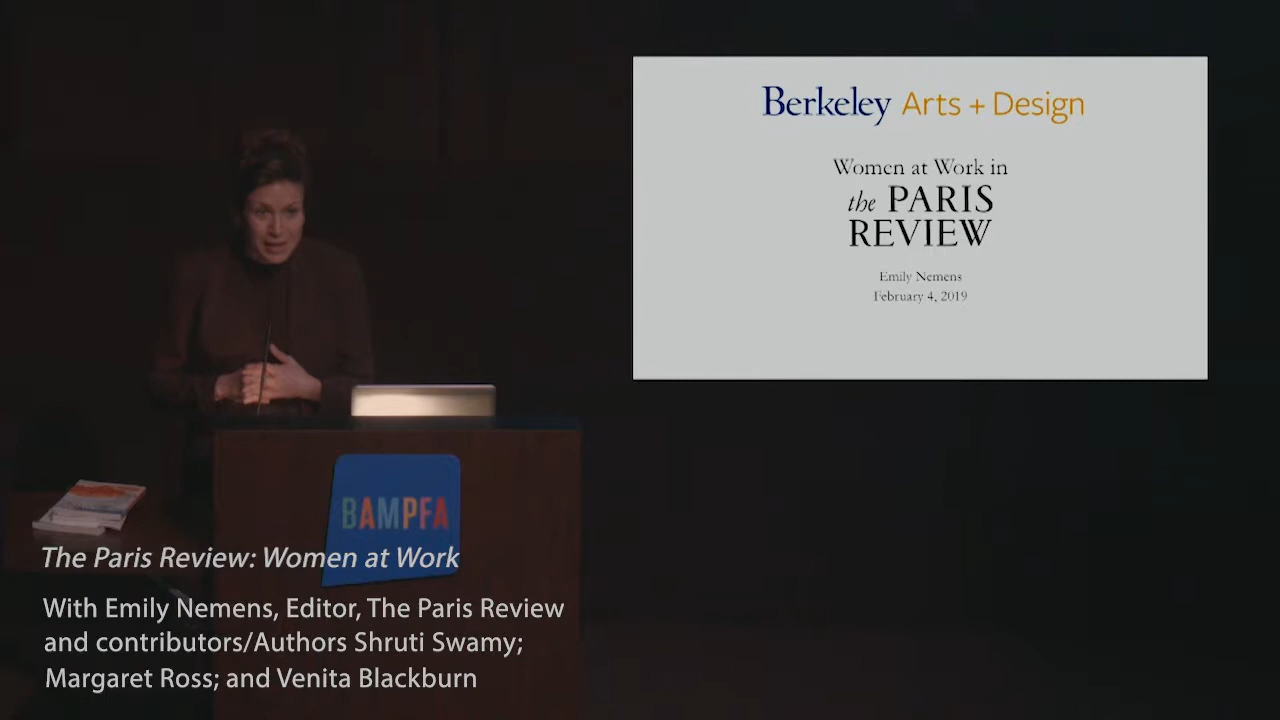 Berkeley Arts + Design
Women at Work in
the PARIS
REVIEW
Emily Nemens
February 4, 2019
BAMPFA
The Paris Review: Women at Work
With Emily Nemens, Editor, The Paris Review
and contributors/Authors Shruti Swamy;
Margaret Ross; and Venita Blackburn